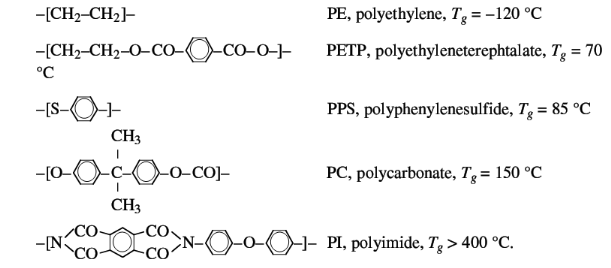 –[CH₂–CH₂]– PE, polyethylene, Tg = –120 °C
–[CH₂–CH₂–O–CO–⌬–CO–O–]– PETP, polyethyleneterephtalate, Tg = 70
°C
–[S–⌬–]– PPS, polyphenylenesulfide, Tg = 85 °C
CH₃
–[O–⌬–C–⌬–O–CO]– PC, polycarbonate, Tg = 150 °C
CH₃
CO CO
–[N N–⌬–O–⌬–]– PI, polyimide, Tg > 400 °C.
CO CO